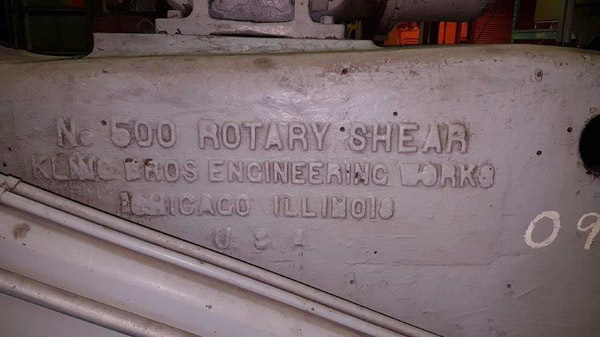 No 500 ROTARY SHEAR
KLING BROS ENGINEERING WORKS
CHICAGO ILLINOIS
U.S.A
09